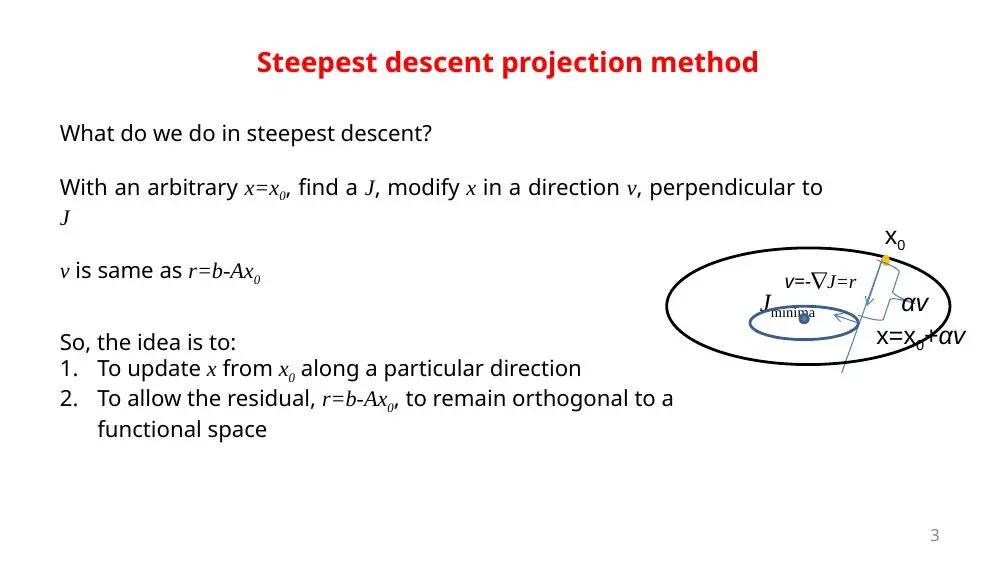 Steepest descent projection method
What do we do in steepest descent?
With an arbitrary x=x₀, find a J, modify x in a direction v, perpendicular to
J
v is same as r=b-Ax₀
So, the idea is to:
1. To update x from x₀ along a particular direction
2. To allow the residual, r=b-Ax₀, to remain orthogonal to a
functional space
x₀
v=-∇J=r
Jminima
αv
x=x₀+αv
3